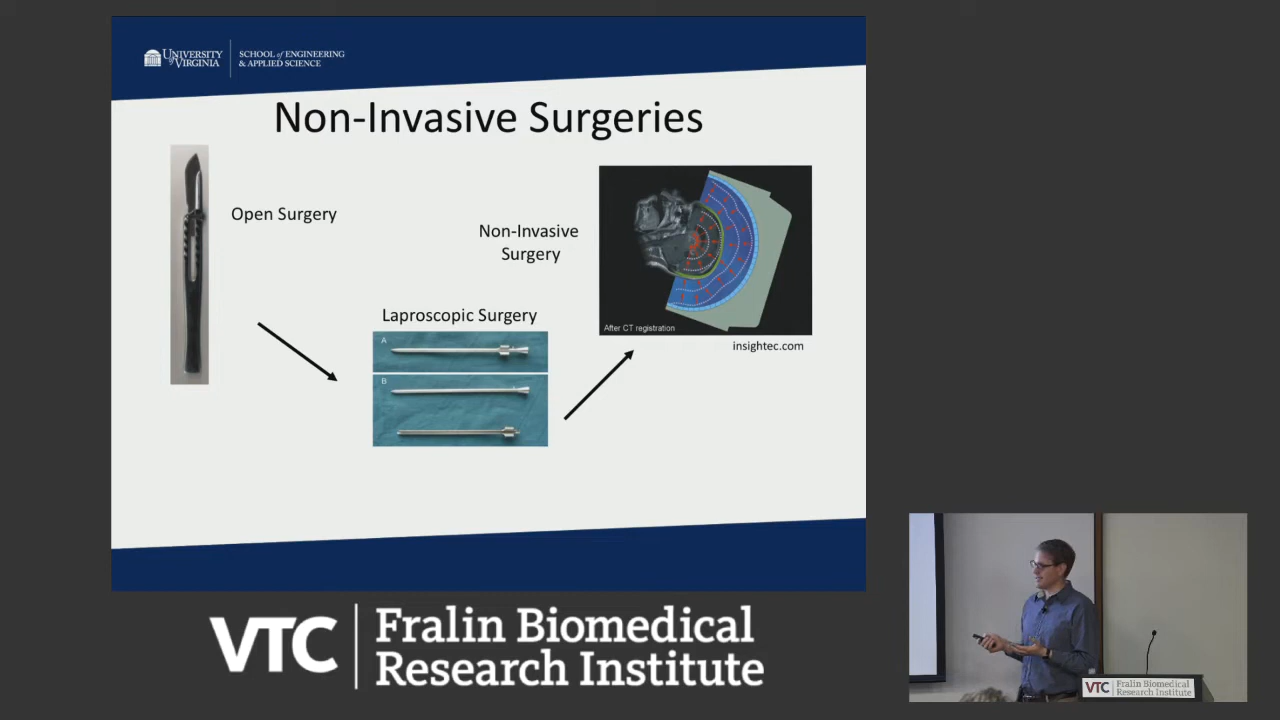 UNIVERSITY of VIRGINIA
SCHOOL of ENGINEERING
& APPLIED SCIENCE
Non-Invasive Surgeries
Open Surgery
Non-Invasive
Surgery
Laproscopic Surgery
A
B
After CT registration
insightec.com
VTC
Fralin Biomedical
Research Institute
VTC
Fralin Biomedical
Research Institute